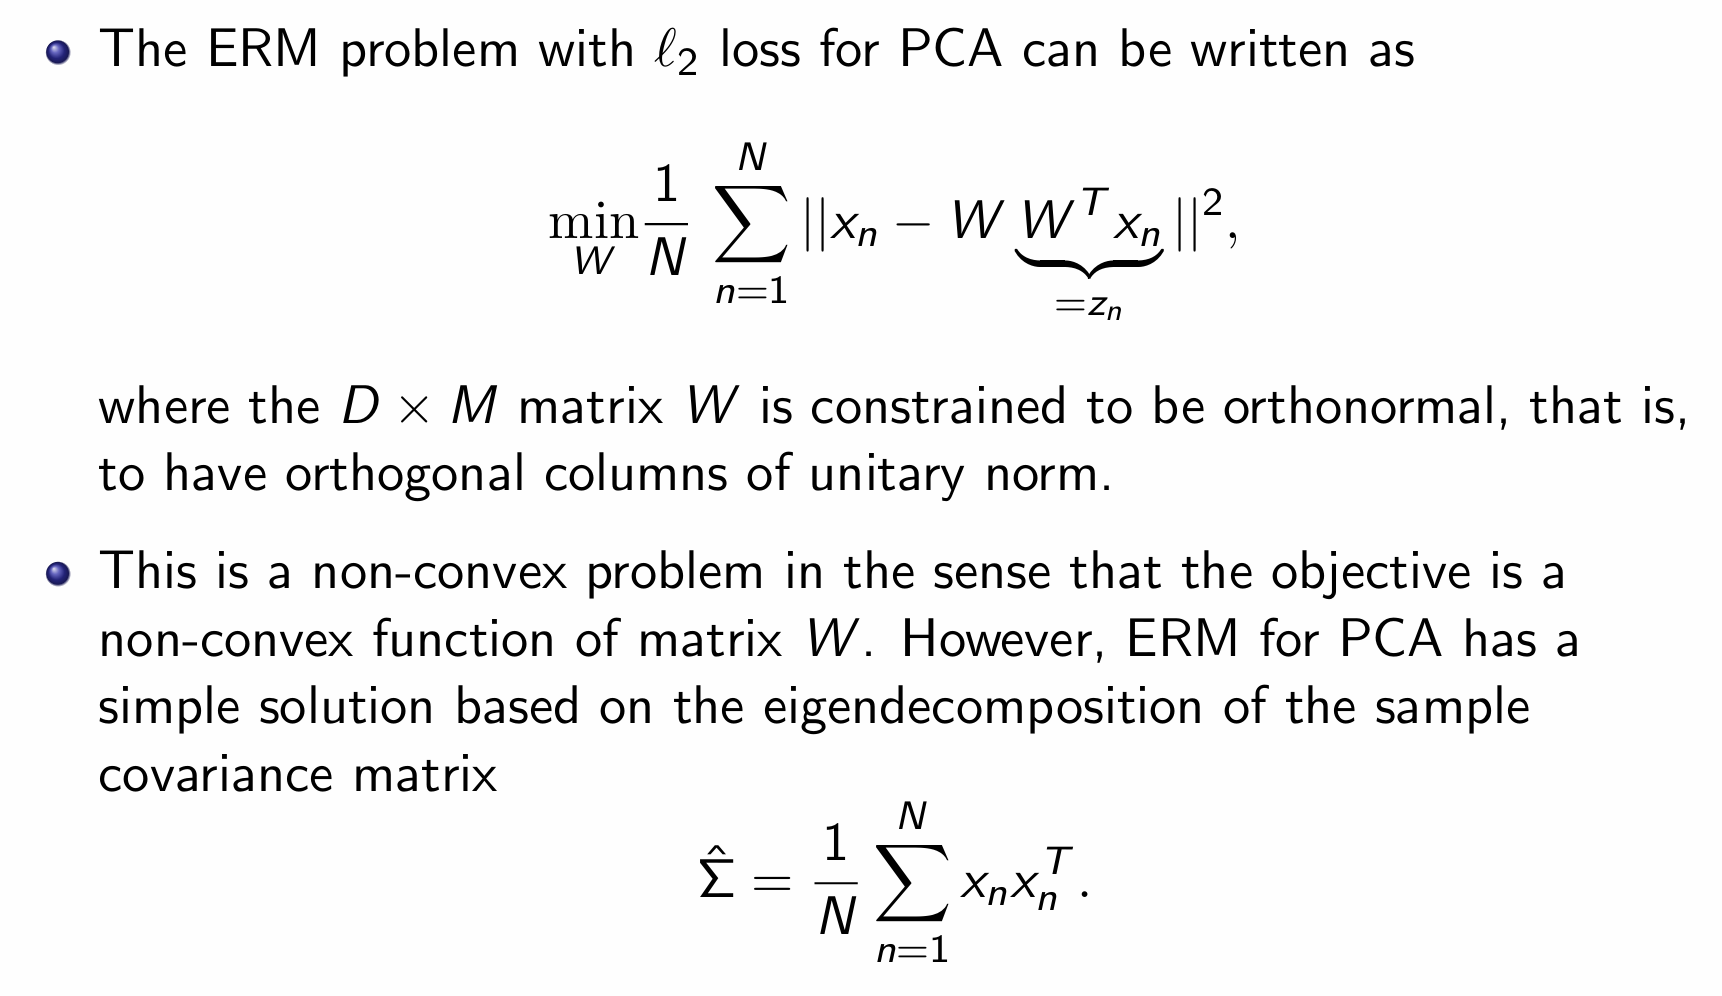 The ERM problem with ℓ₂ loss for PCA can be written as
$$\min_{W} \frac{1}{N} \sum_{n=1}^{N} ||x_n - W \underbrace{W^T x_n}_{=z_n}||^2,$$
where the D × M matrix W is constrained to be orthonormal, that is,
to have orthogonal columns of unitary norm.
This is a non-convex problem in the sense that the objective is a
non-convex function of matrix W. However, ERM for PCA has a
simple solution based on the eigendecomposition of the sample
covariance matrix
$$\hat{\Sigma} = \frac{1}{N} \sum_{n=1}^{N} x_n x_n^T.$$